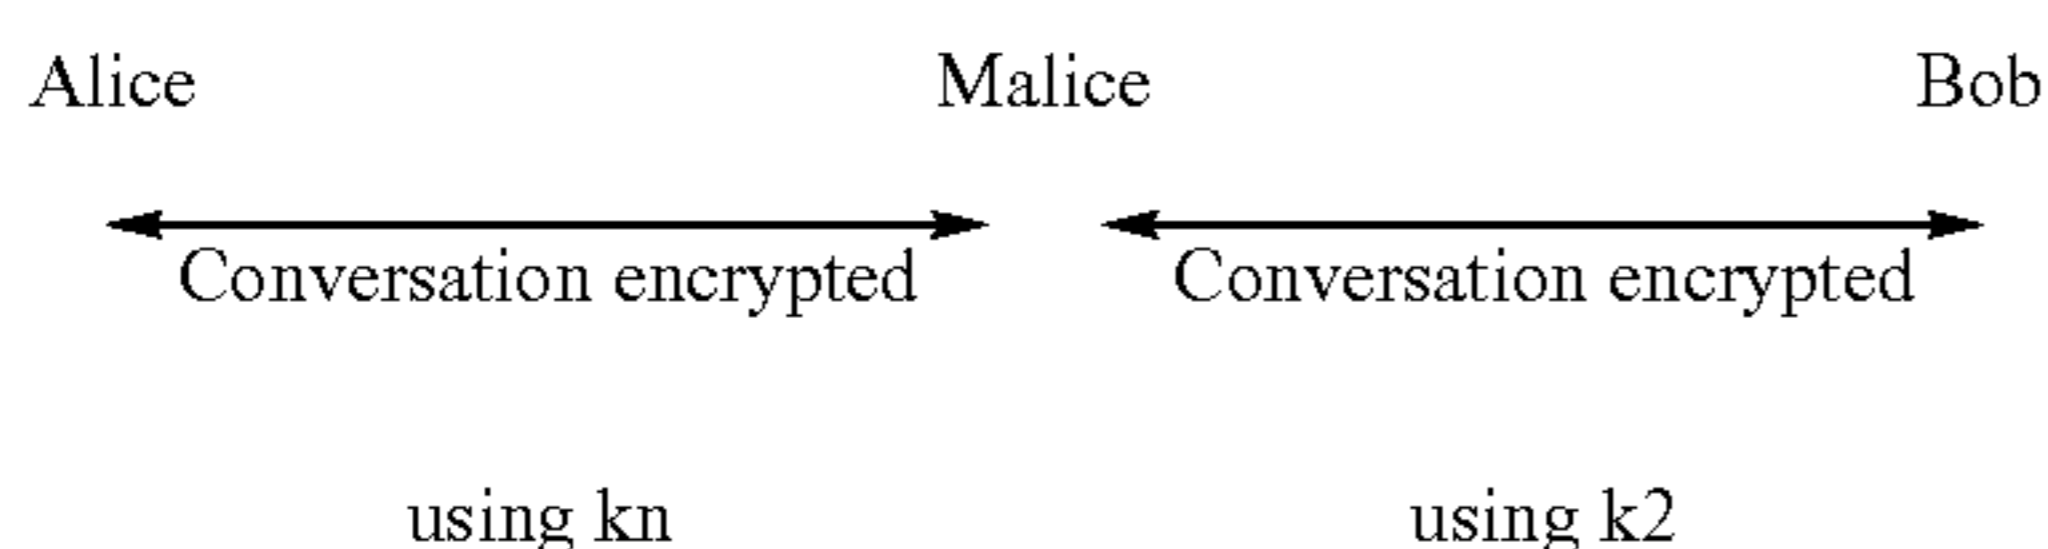 Alice Malice Bob
Conversation encrypted Conversation encrypted
using kn using k2